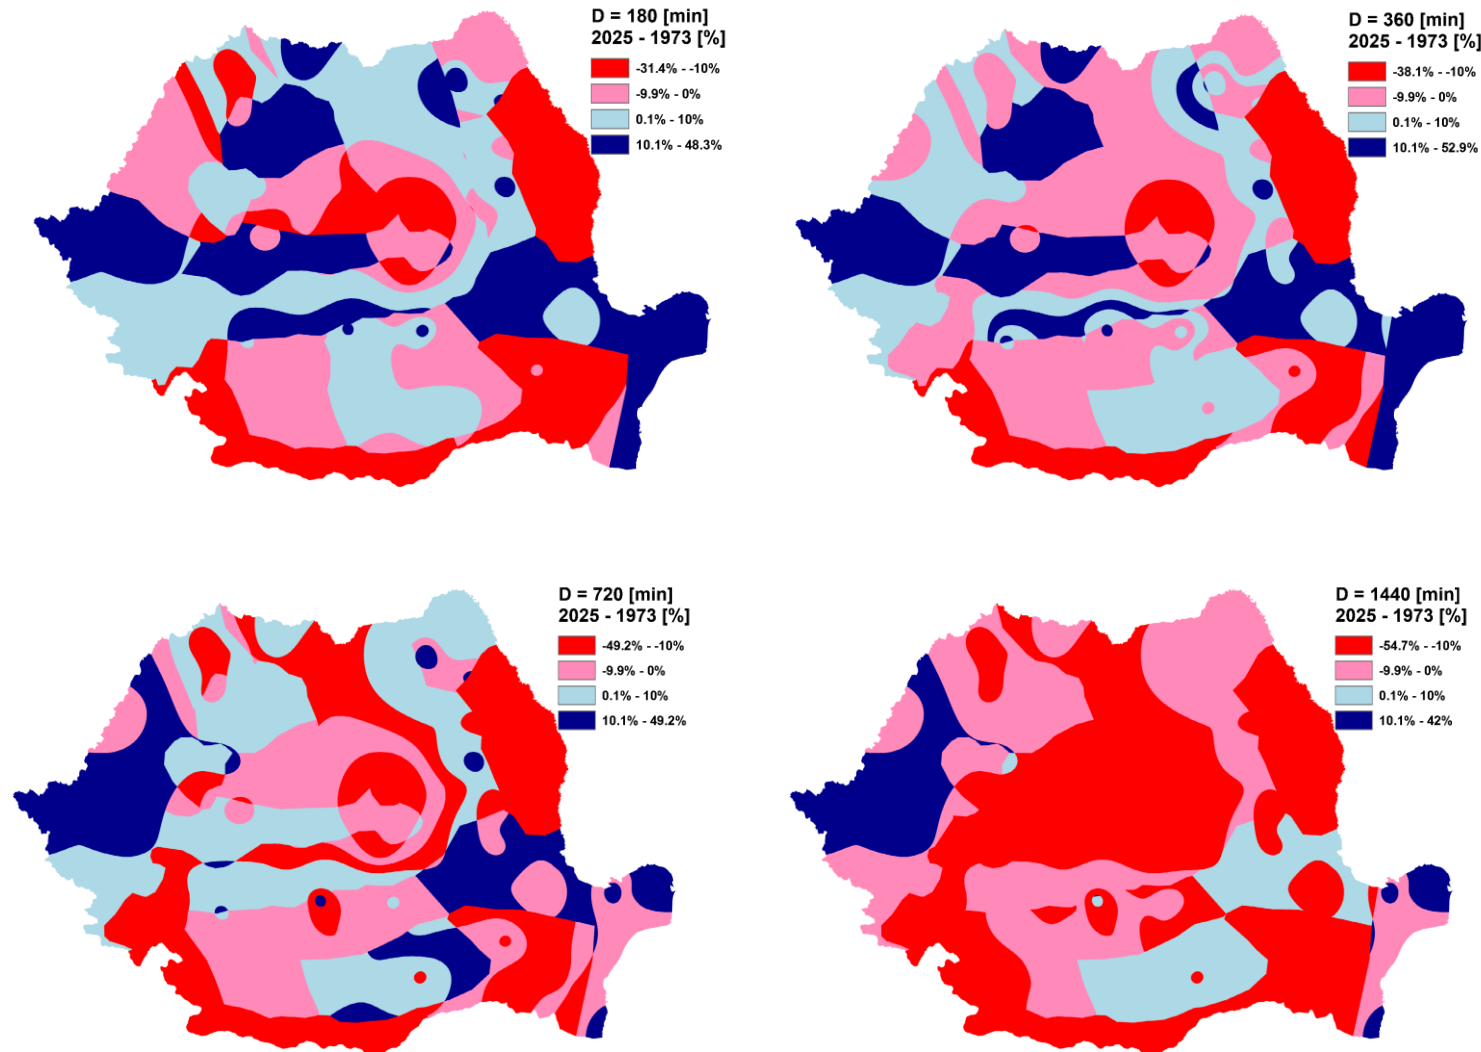 D = 180 [min]
2025 - 1973 [%]
-31.4% - -10%
-9.9% - 0%
0.1% - 10%
10.1% - 48.3%
D = 360 [min]
2025 - 1973 [%]
-38.1% - -10%
-9.9% - 0%
0.1% - 10%
10.1% - 52.9%
D = 720 [min]
2025 - 1973 [%]
-49.2% - -10%
-9.9% - 0%
0.1% - 10%
10.1% - 49.2%
D = 1440 [min]
2025 - 1973 [%]
-54.7% - -10%
-9.9% - 0%
0.1% - 10%
10.1% - 42%